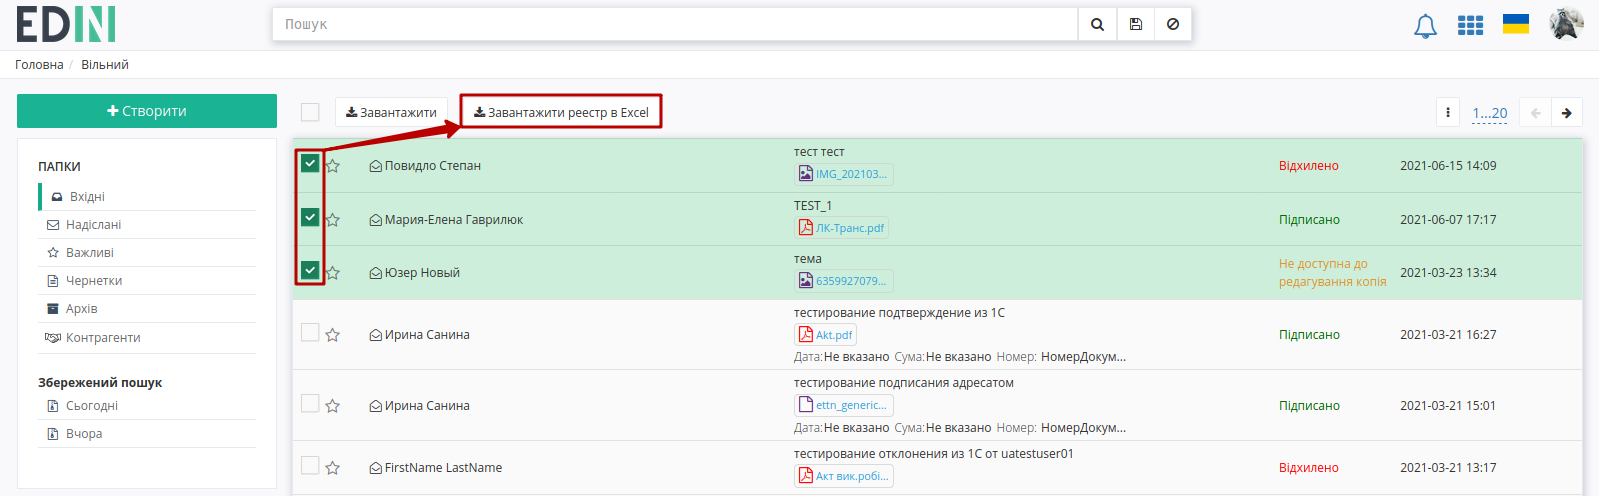 EDIN
Пошук
Головна / Вільний
Створити
Завантажити
Завантажити реестр в Excel
1...20
ПАПКИ
Вхідні
Надіслані
Важливі
Чернетки
Архів
Контрагенти
Збережений пошук
Сьогодні
Вчора
Повидло Степан
тест тест
IMG_202103...
Відхилено
2021-06-15 14:09
Мария-Елена Гаврилюк
TEST_1
ЛК-Транс.pdf
Підписано
2021-06-07 17:17
Юзер Новый
тема
6359927079...
Не доступна до
редагування копія
2021-03-23 13:34
Ирина Санина
тестирование подтверждение из 1С
Akt.pdf
Дата:Не вказано Сума:Не вказано Номер: НомерДокум...
Підписано
2021-03-21 16:27
Ирина Санина
тестирование подписания адресатом
ettn_generic...
Дата:Не вказано Сума:Не вказано Номер: НомерДокум...
Підписано
2021-03-21 15:01
FirstName LastName
тестирование отклонения из 1С от uatestuser01
Акт вик.робі...
Відхилено
2021-03-21 13:17